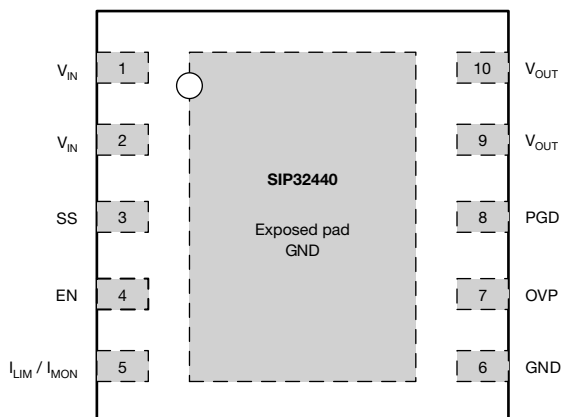 V_IN 1 10 V_OUT
V_IN 2 9 V_OUT
SIP32440
SS 3 8 PGD
Exposed pad
GND
EN 4 7 OVP
I_LIM / I_MON 5 6 GND